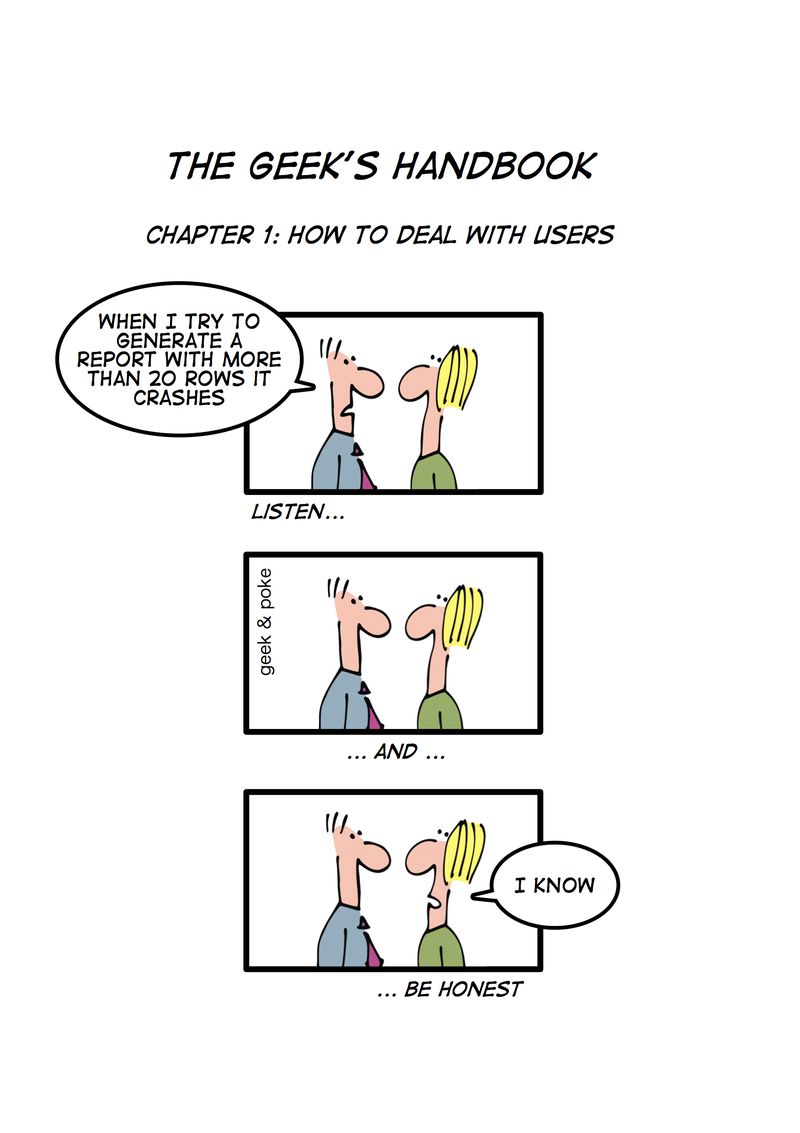 THE GEEK'S HANDBOOK
CHAPTER 1: HOW TO DEAL WITH USERS
WHEN I TRY TO
GENERATE A
REPORT WITH MORE
THAN 20 ROWS IT
CRASHES
LISTEN...
geek & poke
... AND ...
I KNOW
... BE HONEST